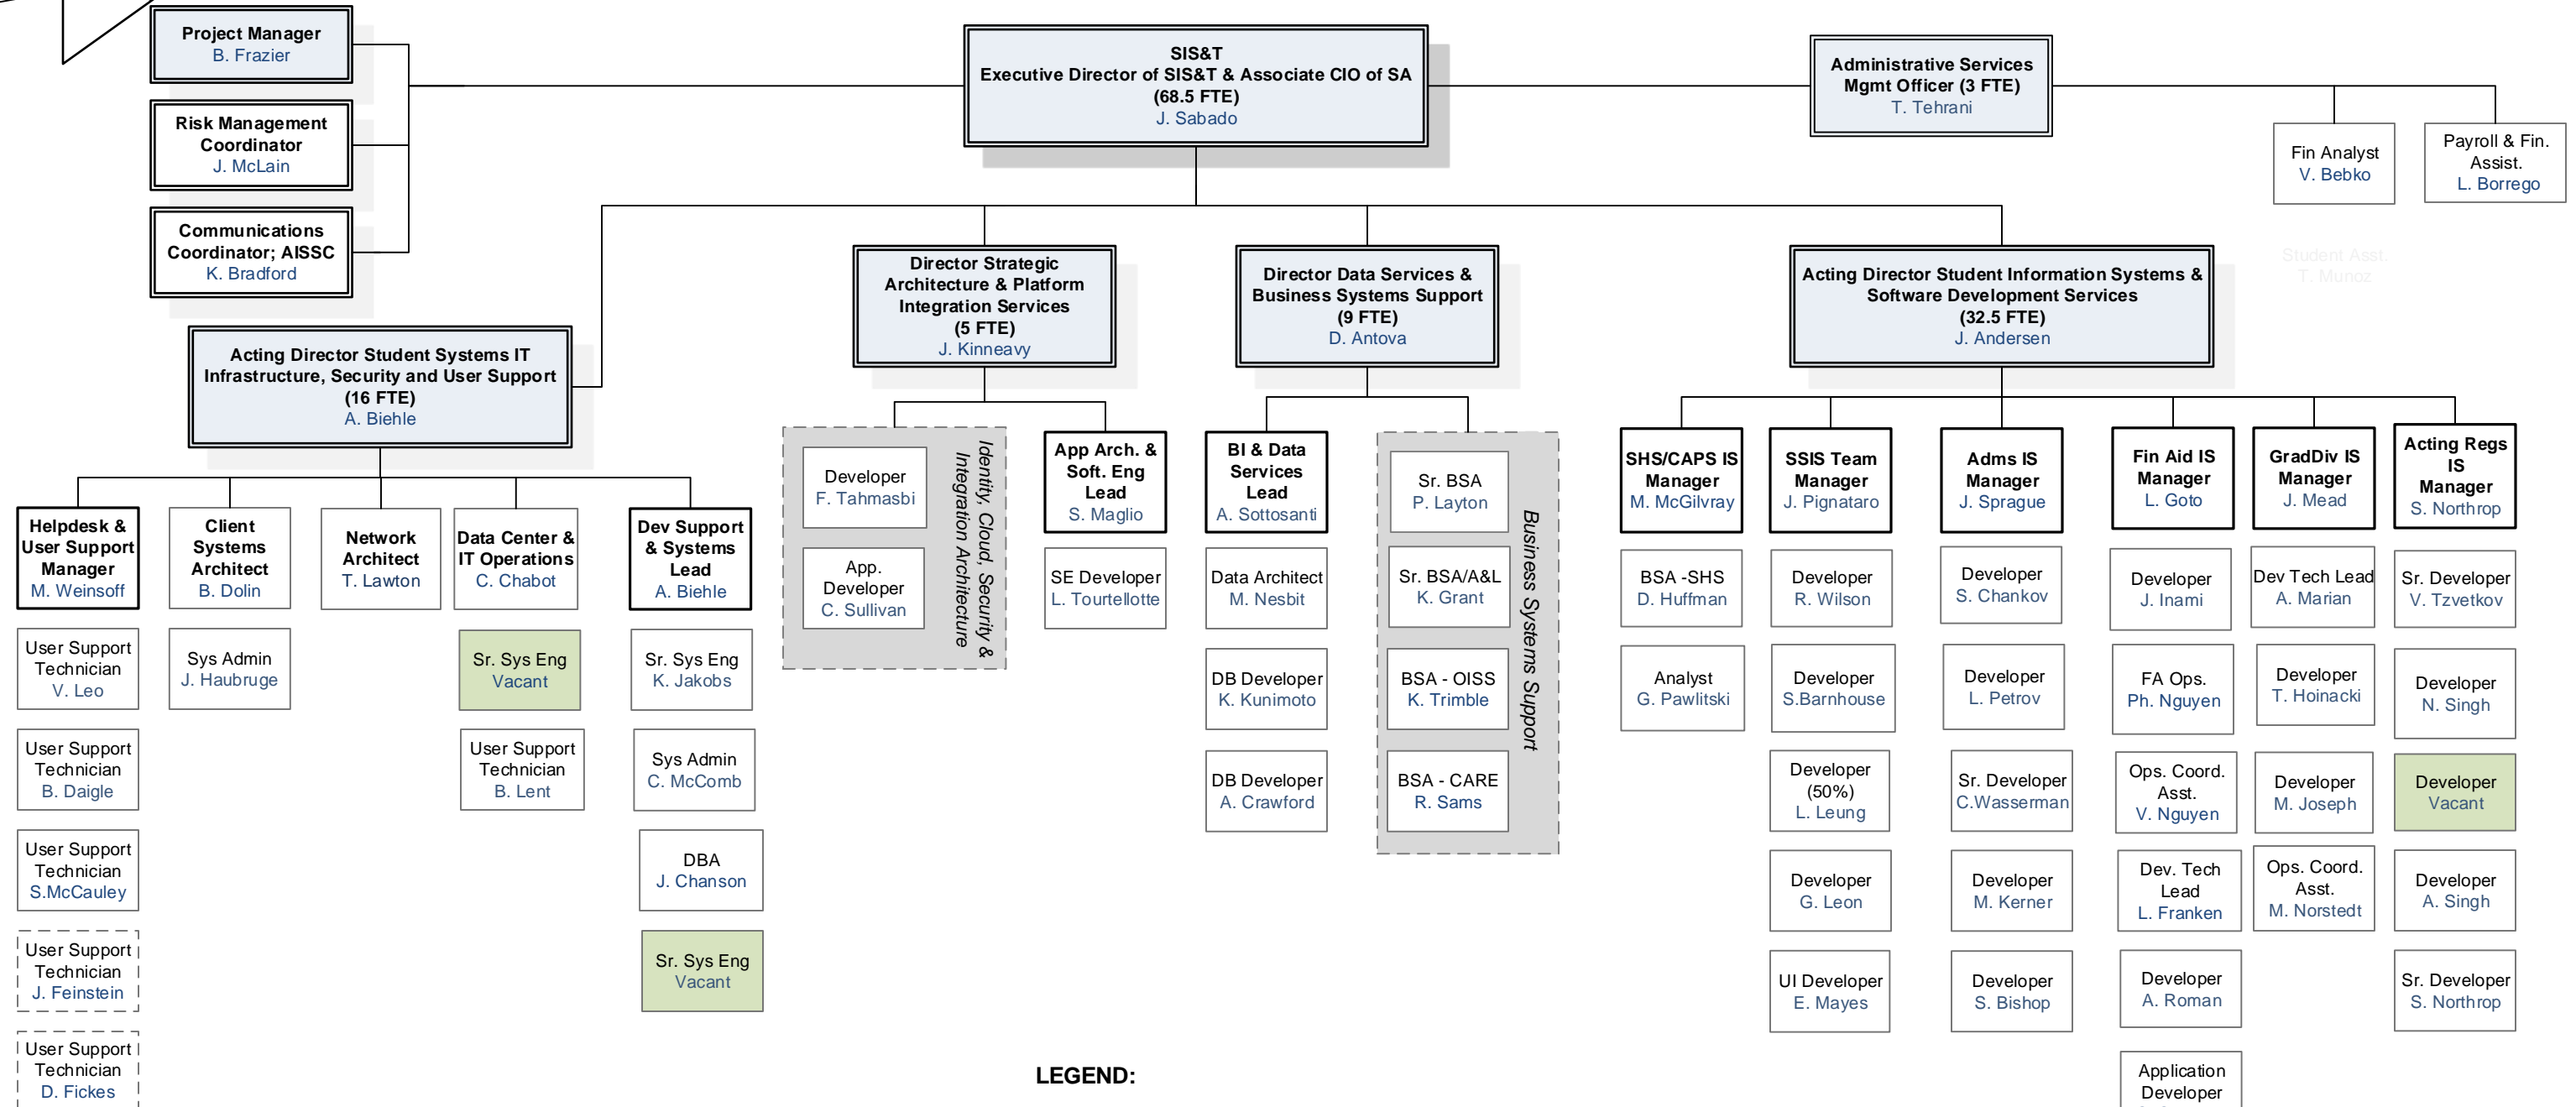 Project Manager
B. Frazier
Risk Management
Coordinator
J. McLain
Communications
Coordinator; AISSC
K. Bradford
SIS&T
Executive Director of SIS&T & Associate CIO of SA
(68.5 FTE)
J. Sabado
Administrative Services
Mgmt Officer (3 FTE)
T. Tehrani
Fin Analyst
V. Bebko
Payroll & Fin.
Assist.
L. Borrego
Student Asst.
T. Munoz
Acting Director Student Systems IT
Infrastructure, Security and User Support
(16 FTE)
A. Biehle
Director Strategic
Architecture & Platform
Integration Services
(5 FTE)
J. Kinneavy
Director Data Services &
Business Systems Support
(9 FTE)
D. Antova
Acting Director Student Information Systems &
Software Development Services
(32.5 FTE)
J. Andersen
Helpdesk &
User Support
Manager
M. Weinsoff
User Support
Technician
V. Leo
User Support
Technician
B. Daigle
User Support
Technician
S.McCauley
User Support
Technician
J. Feinstein
User Support
Technician
D. Fickes
Client
Systems
Architect
B. Dolin
Sys Admin
J. Haubruge
Network
Architect
T. Lawton
Data Center &
IT Operations
C. Chabot
Sr. Sys Eng
Vacant
User Support
Technician
B. Lent
Dev Support
& Systems
Lead
A. Biehle
Sr. Sys Eng
K. Jakobs
Sys Admin
C. McComb
DBA
J. Chanson
Sr. Sys Eng
Vacant
Developer
F. Tahmasbi
App.
Developer
C. Sullivan
Identity, Cloud, Security &
Integration Architecture
App Arch. &
Soft. Eng
Lead
S. Maglio
SE Developer
L. Tourtellotte
BI & Data
Services
Lead
A. Sottosanti
Data Architect
M. Nesbit
DB Developer
K. Kunimoto
DB Developer
A. Crawford
Sr. BSA
P. Layton
Sr. BSA/A&L
K. Grant
BSA - OISS
K. Trimble
BSA - CARE
R. Sams
Business Systems Support
SHS/CAPS IS
Manager
M. McGilvray
BSA -SHS
D. Huffman
Analyst
G. Pawlitski
SSIS Team
Manager
J. Pignataro
Developer
R. Wilson
Developer
S.Barnhouse
Developer
(50%)
L. Leung
Developer
G. Leon
UI Developer
E. Mayes
Adms IS
Manager
J. Sprague
Developer
S. Chankov
Developer
L. Petrov
Sr. Developer
C.Wasserman
Developer
M. Kerner
Developer
S. Bishop
Fin Aid IS
Manager
L. Goto
Developer
J. Inami
FA Ops.
Ph. Nguyen
Ops. Coord.
Asst.
V. Nguyen
Dev. Tech
Lead
L. Franken
Developer
A. Roman
Application
Developer
GradDiv IS
Manager
J. Mead
Dev Tech Lead
A. Marian
Developer
T. Hoinacki
Developer
M. Joseph
Ops. Coord.
Asst.
M. Norstedt
Acting Regs
IS
Manager
S. Northrop
Sr. Developer
V. Tzvetkov
Developer
N. Singh
Developer
Vacant
Developer
A. Singh
Sr. Developer
S. Northrop
LEGEND: